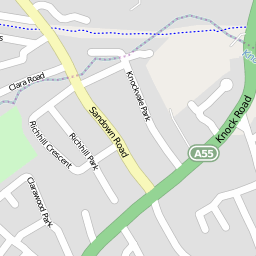 Clara Road
Knockvale Park
Sandown Road
Richhill Crescent
Richhill Park
Clarawood Park
A55
Knock Road